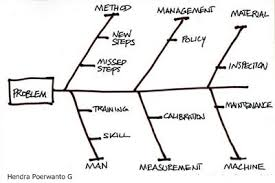 METHOD
MANAGEMENT
MATERIAL
NEW
STEPS
POLICY
MISSED
STEPS
INSPECTION
PROBLEM
TRAINING
CALIBRATION
MAINTENANCE
SKILL
MAN
MEASUREMENT
MACHINE
Hendra Poerwanto G